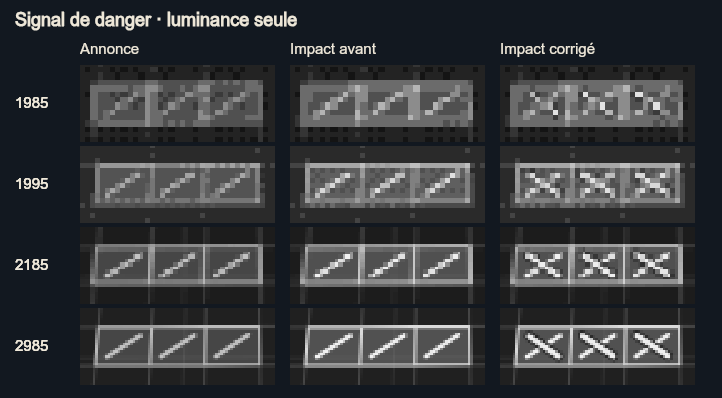 Signal de danger · luminance seule
Annonce Impact avant Impact corrigé
1985
1995
2185
2985